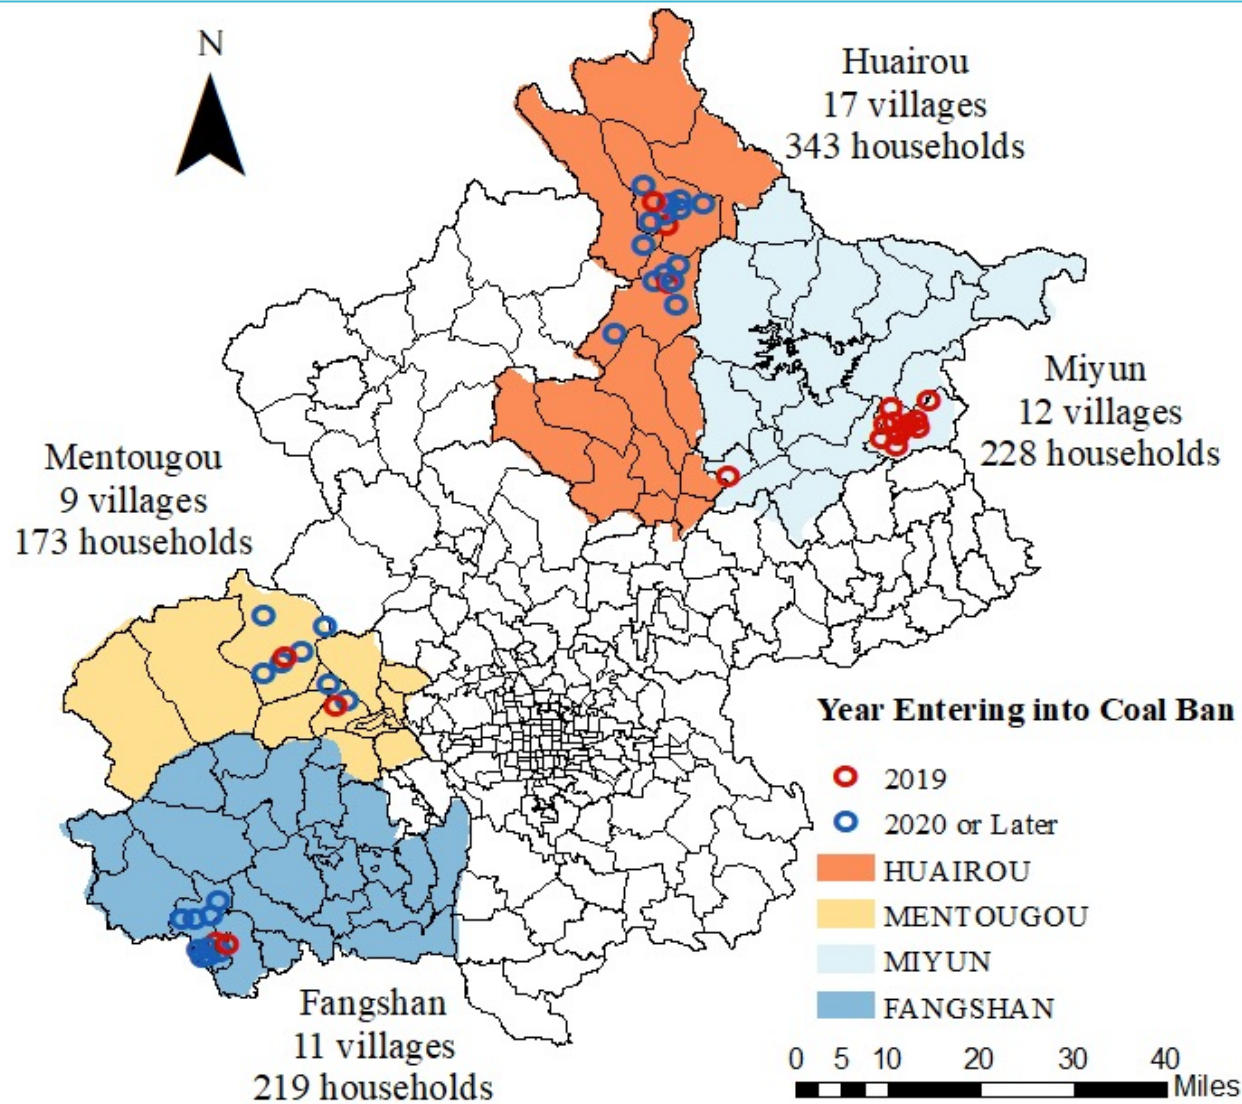 N
Huairou
17 villages
343 households
Miyun
12 villages
228 households
Mentougou
9 villages
173 households
Year Entering into Coal Ban
2019
2020 or Later
HUAIROU
MENTOUGOU
MIYUN
FANGSHAN
Fangshan
11 villages
219 households
0 5 10 20 30 40
Miles